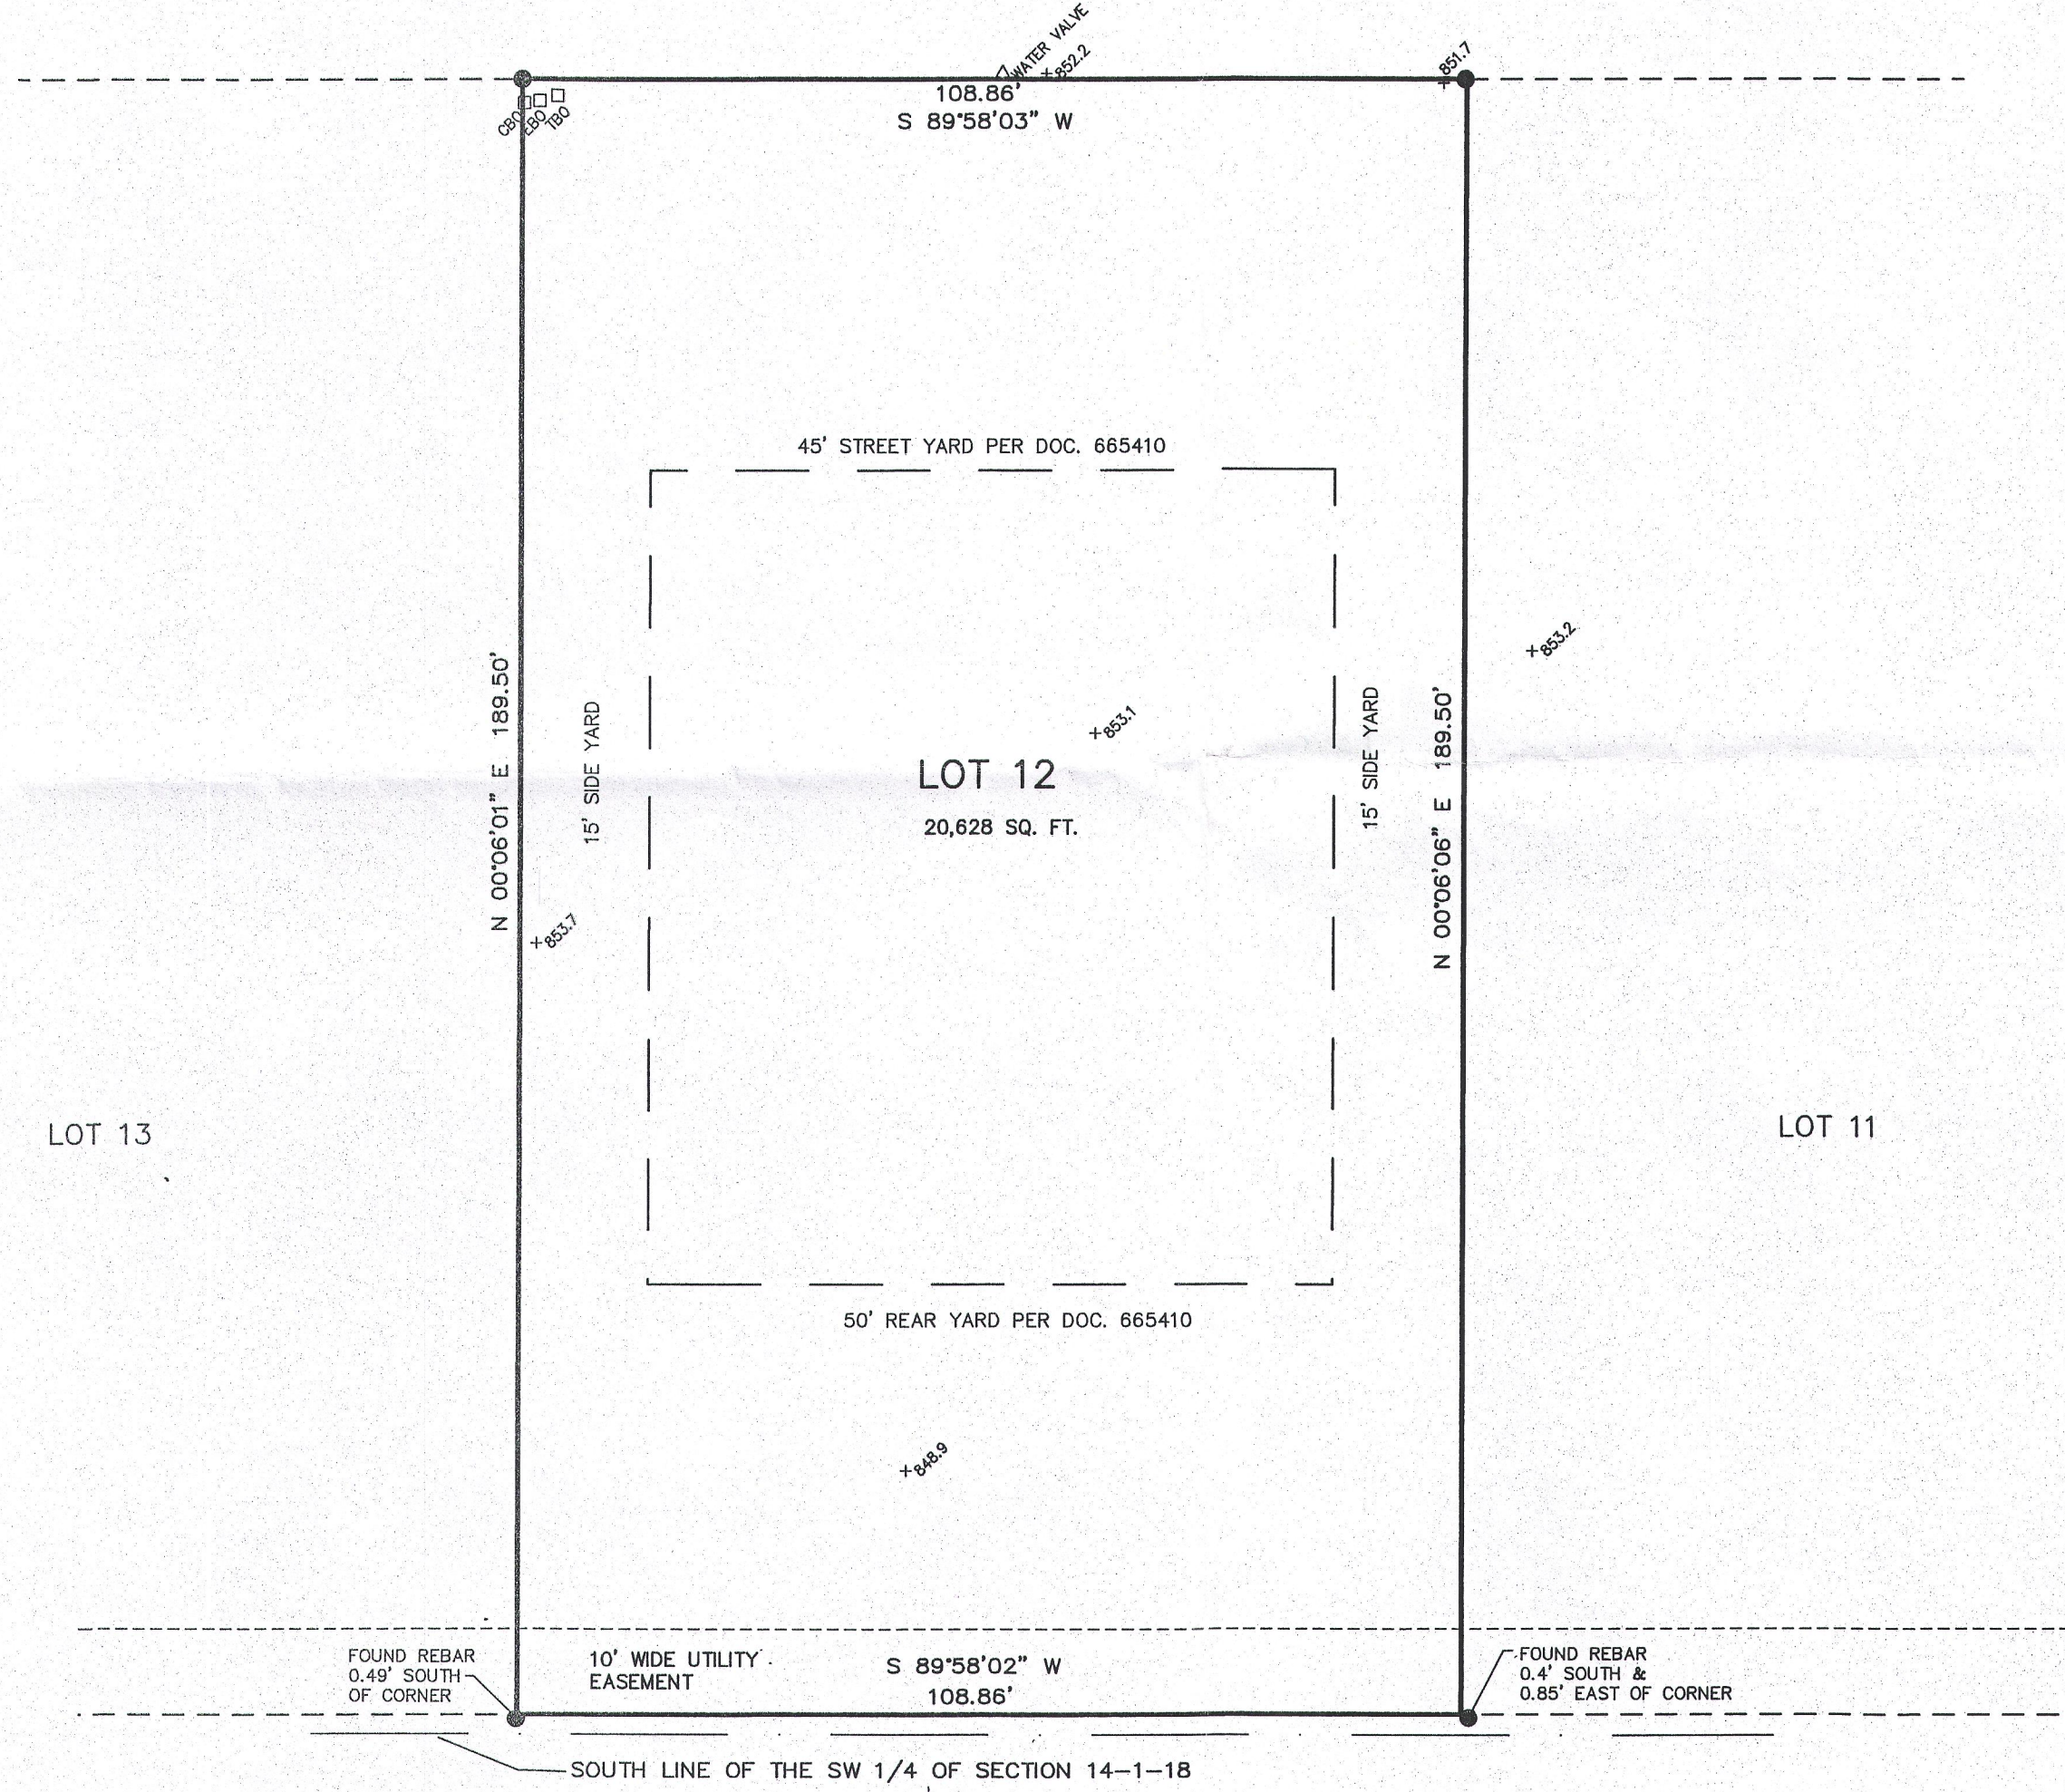 WATER VALVE
852.2
851.7
108.86'
S 89°58'03" W
CBO
EBO
TBO
45' STREET YARD PER DOC. 665410
N 00°06'01" E 189.50'
15' SIDE YARD
853.1
LOT 12
20,628 SQ. FT.
15' SIDE YARD
N 00°06'06" E 189.50'
853.2
853.7
LOT 13
LOT 11
50' REAR YARD PER DOC. 665410
848.9
FOUND REBAR
0.49' SOUTH
OF CORNER
10' WIDE UTILITY
EASEMENT
S 89°58'02" W
108.86'
FOUND REBAR
0.4' SOUTH &
0.85' EAST OF CORNER
SOUTH LINE OF THE SW 1/4 OF SECTION 14-1-18